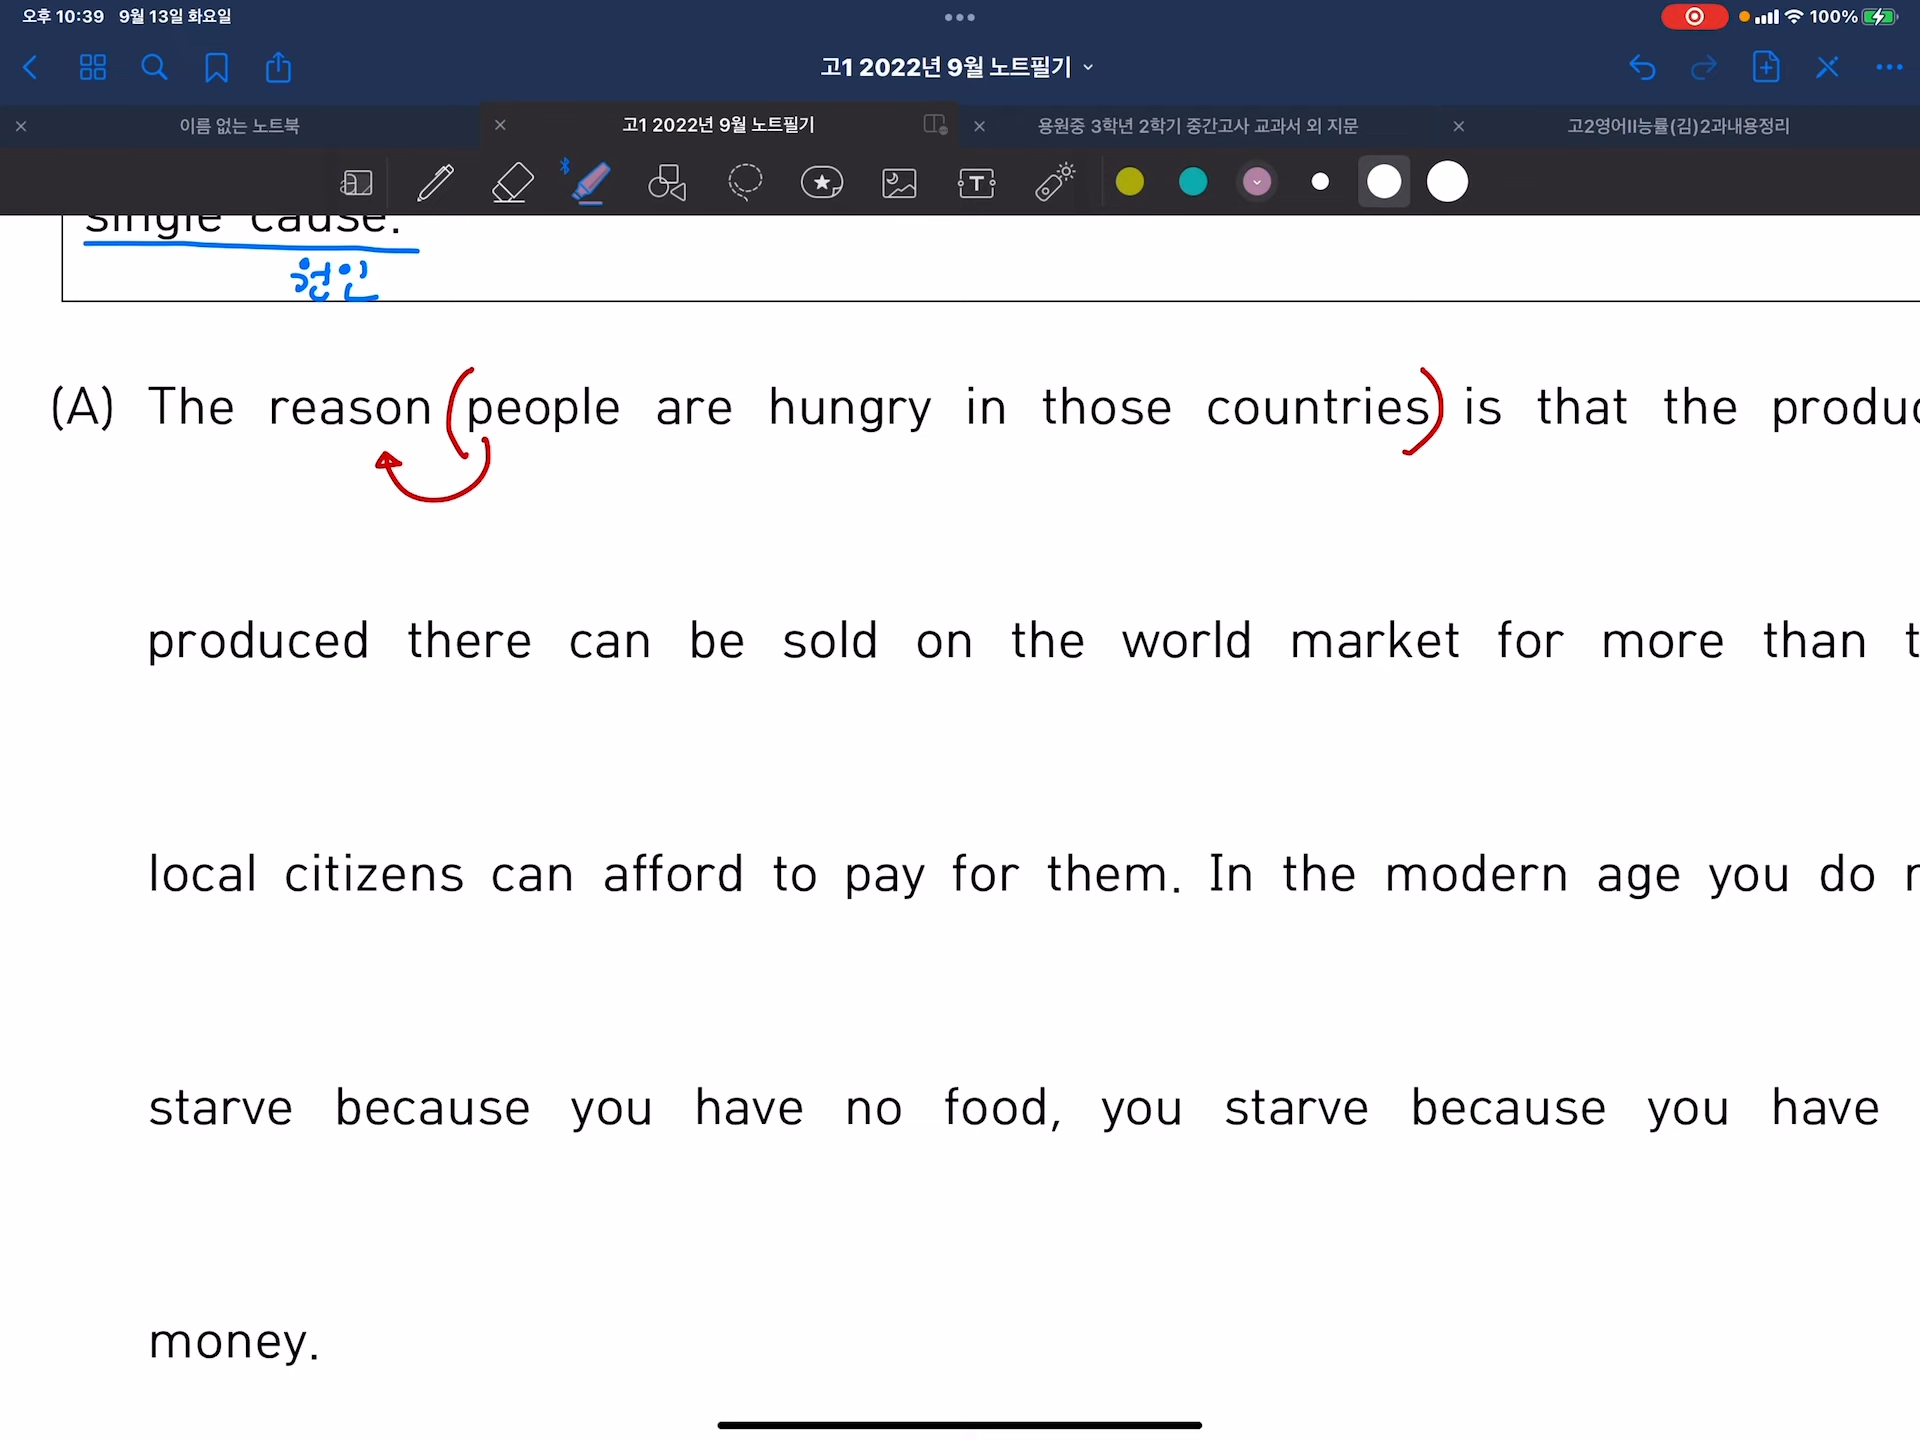 오후 10:39 9월 13일 화요일
100%
고1 2022년 9월 노트필기
이름 없는 노트북
고1 2022년 9월 노트필기
용원중 3학년 2학기 중간고사 교과서 외 지문
고2영어II능률(김)2과내용정리
single cause.
원인
(A) The reason (people are hungry in those countries) is that the produc
produced there can be sold on the world market for more than t
local citizens can afford to pay for them. In the modern age you do
starve because you have no food, you starve because you have
money.